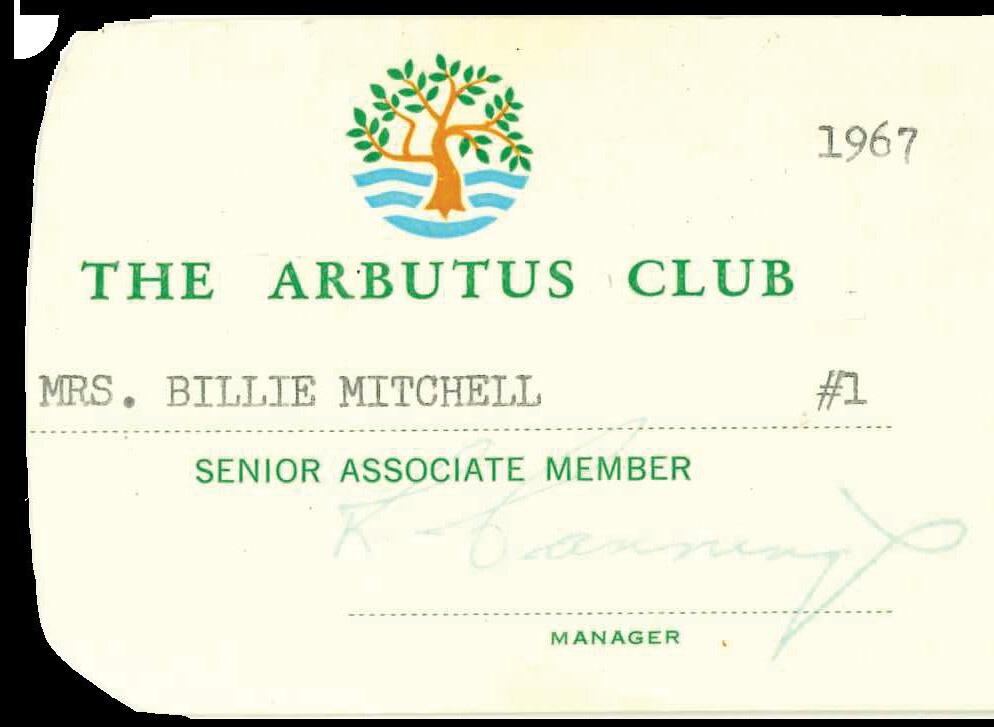 1967
THE ARBUTUS CLUB
MRS. BILLIE MITCHELL #1
SENIOR ASSOCIATE MEMBER
MANAGER